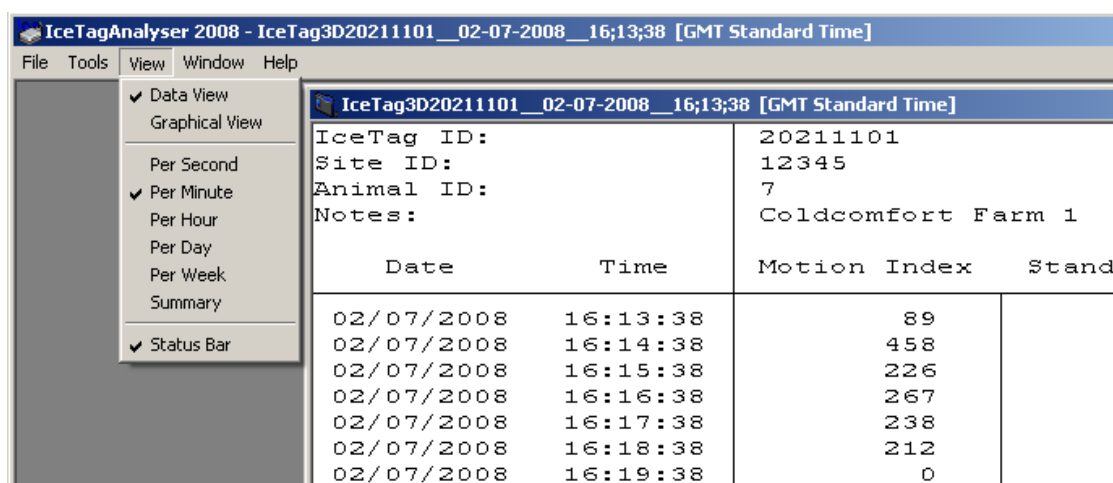 IceTagAnalyser 2008 - IceTag3D20211101__02-07-2008__16;13;38 [GMT Standard Time]
File Tools View Window Help
Data View
Graphical View
Per Second
Per Minute
Per Hour
Per Day
Per Week
Summary
Status Bar
IceTag3D20211101__02-07-2008__16;13;38 [GMT Standard Time]
IceTag ID: 20211101
Site ID: 12345
Animal ID: 7
Notes: Coldcomfort Farm 1
Date Time Motion Index Stand
02/07/2008 16:13:38 89
02/07/2008 16:14:38 458
02/07/2008 16:15:38 226
02/07/2008 16:16:38 267
02/07/2008 16:17:38 238
02/07/2008 16:18:38 212
02/07/2008 16:19:38 0